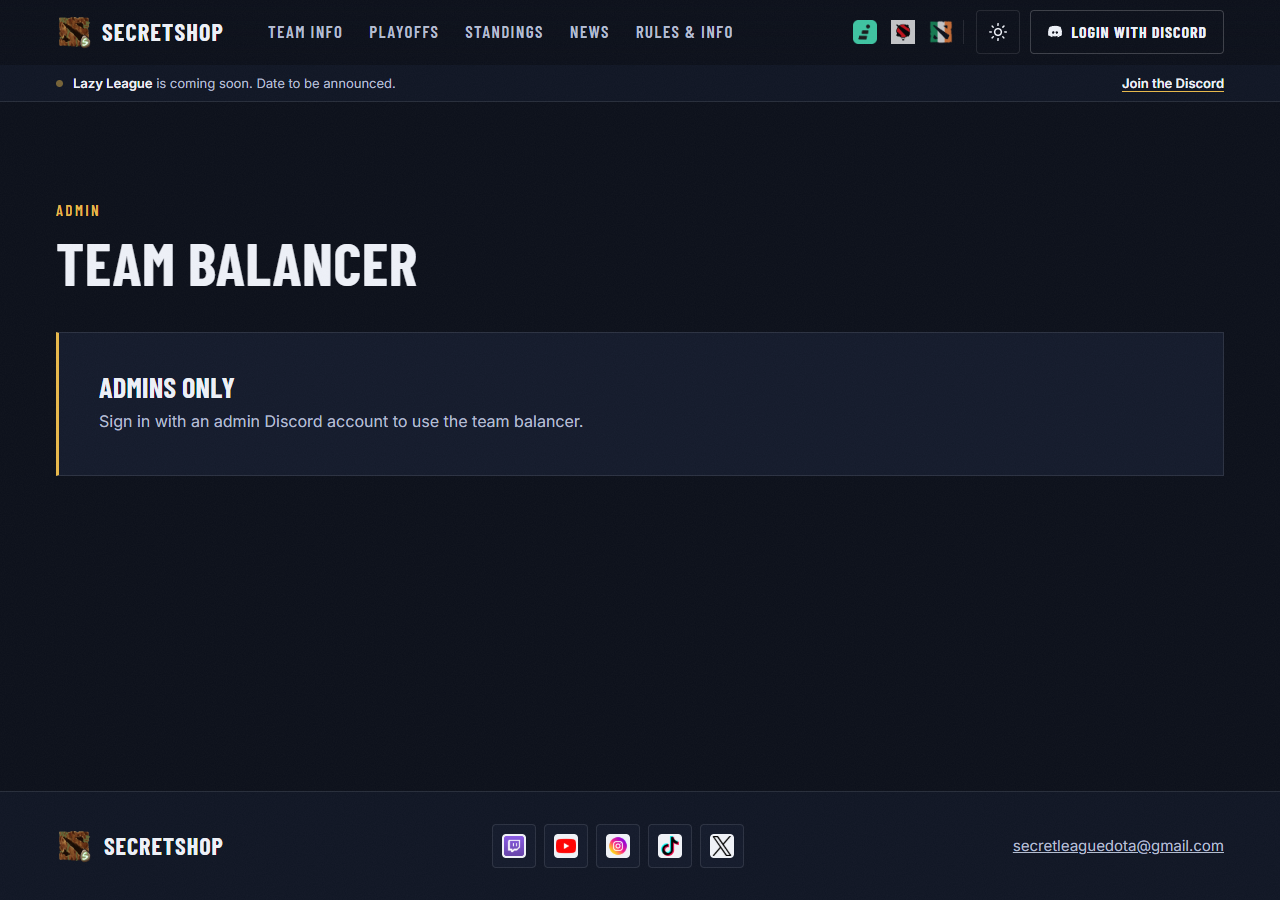 SECRETSHOP
TEAM INFO
PLAYOFFS
STANDINGS
NEWS
RULES & INFO
LOGIN WITH DISCORD
Lazy League is coming soon. Date to be announced.
Join the Discord
ADMIN
TEAM BALANCER
ADMINS ONLY
Sign in with an admin Discord account to use the team balancer.
SECRETSHOP
secretleaguedota@gmail.com